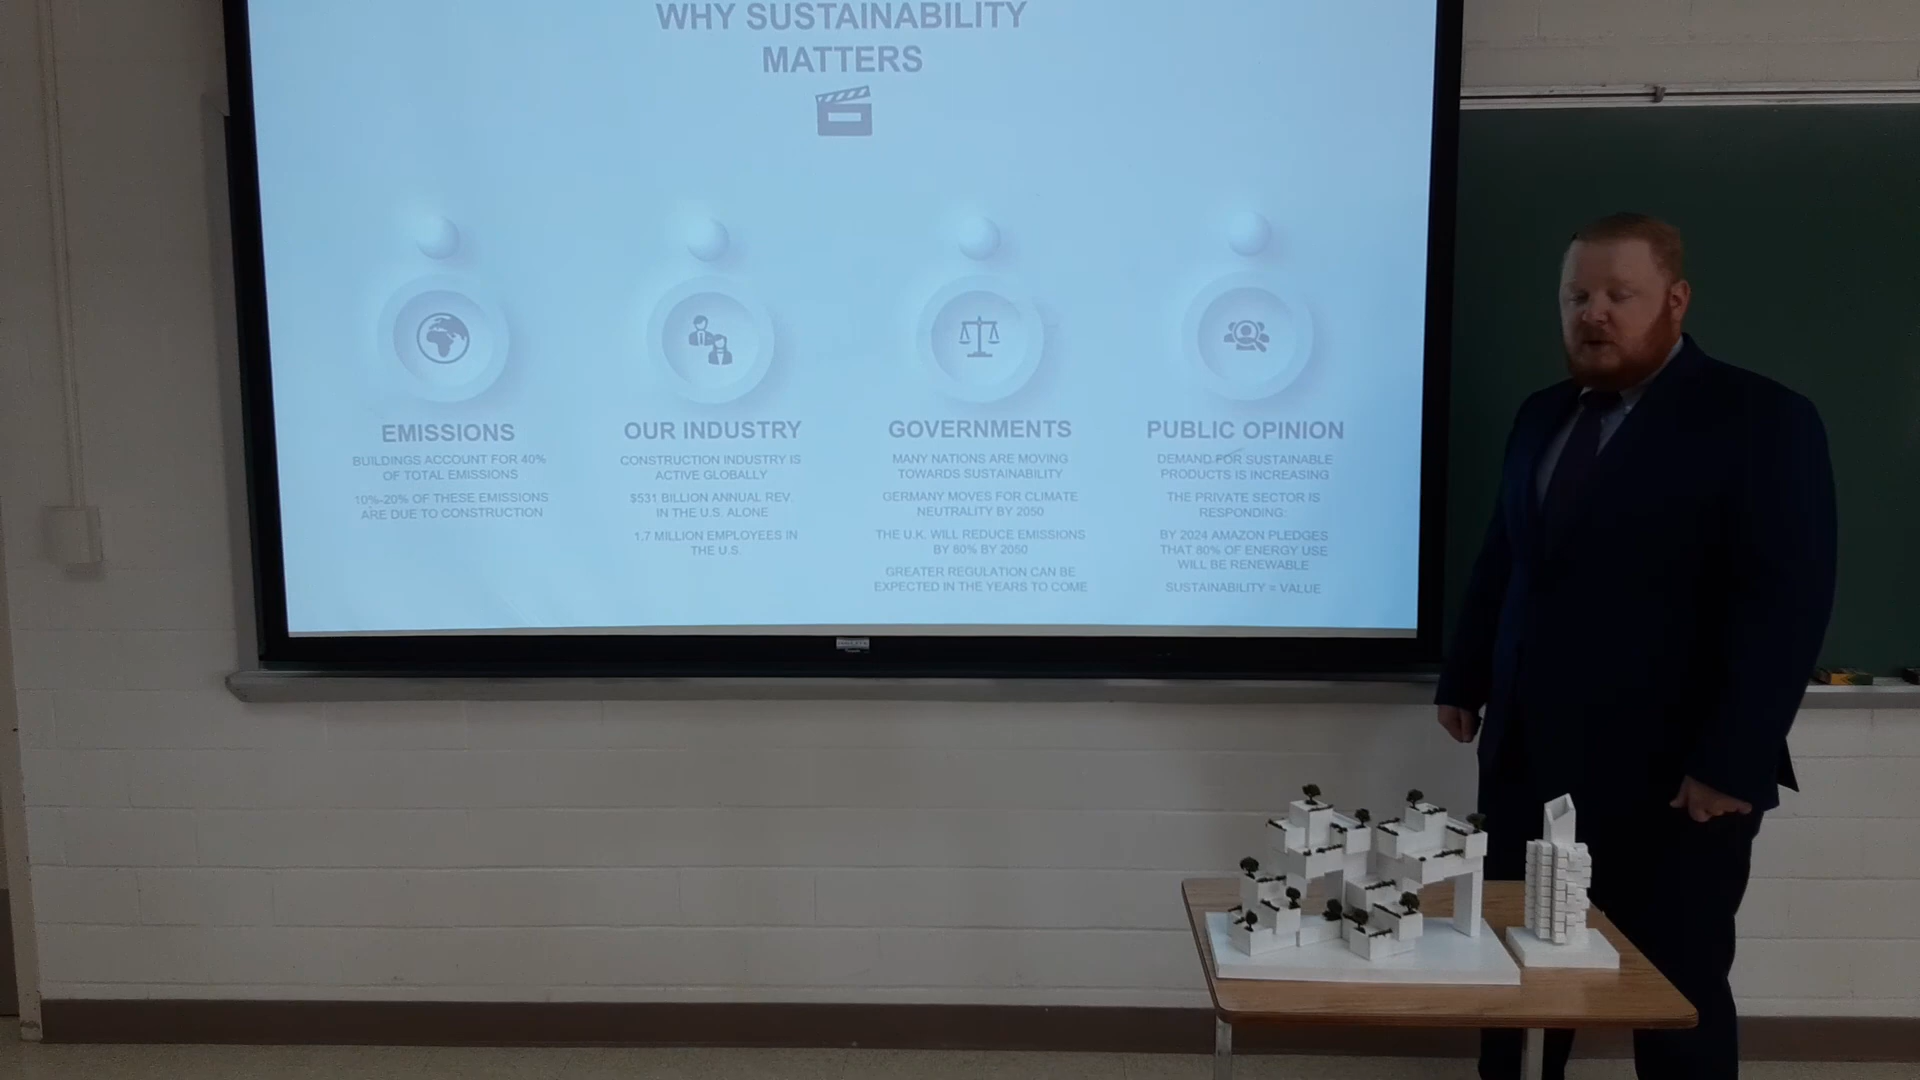 WHY SUSTAINABILITY
MATTERS
EMISSIONS
BUILDINGS ACCOUNT FOR 40%
OF TOTAL EMISSIONS
10%-20% OF THESE EMISSIONS
ARE DUE TO CONSTRUCTION
OUR INDUSTRY
CONSTRUCTION INDUSTRY IS
ACTIVE GLOBALLY
$531 BILLION ANNUAL REV.
IN THE U.S. ALONE
1.7 MILLION EMPLOYEES IN
THE U.S.
GOVERNMENTS
MANY NATIONS ARE MOVING
TOWARDS SUSTAINABILITY
GERMANY MOVES FOR CLIMATE
NEUTRALITY BY 2050
THE U.K. WILL REDUCE EMISSIONS
BY 80% BY 2050
GREATER REGULATION CAN BE
EXPECTED IN THE YEARS TO COME
PUBLIC OPINION
DEMAND FOR SUSTAINABLE
PRODUCTS IS INCREASING
THE PRIVATE SECTOR IS
RESPONDING:
BY 2024 AMAZON PLEDGES
THAT 80% OF ENERGY USE
WILL BE RENEWABLE
SUSTAINABILITY = VALUE